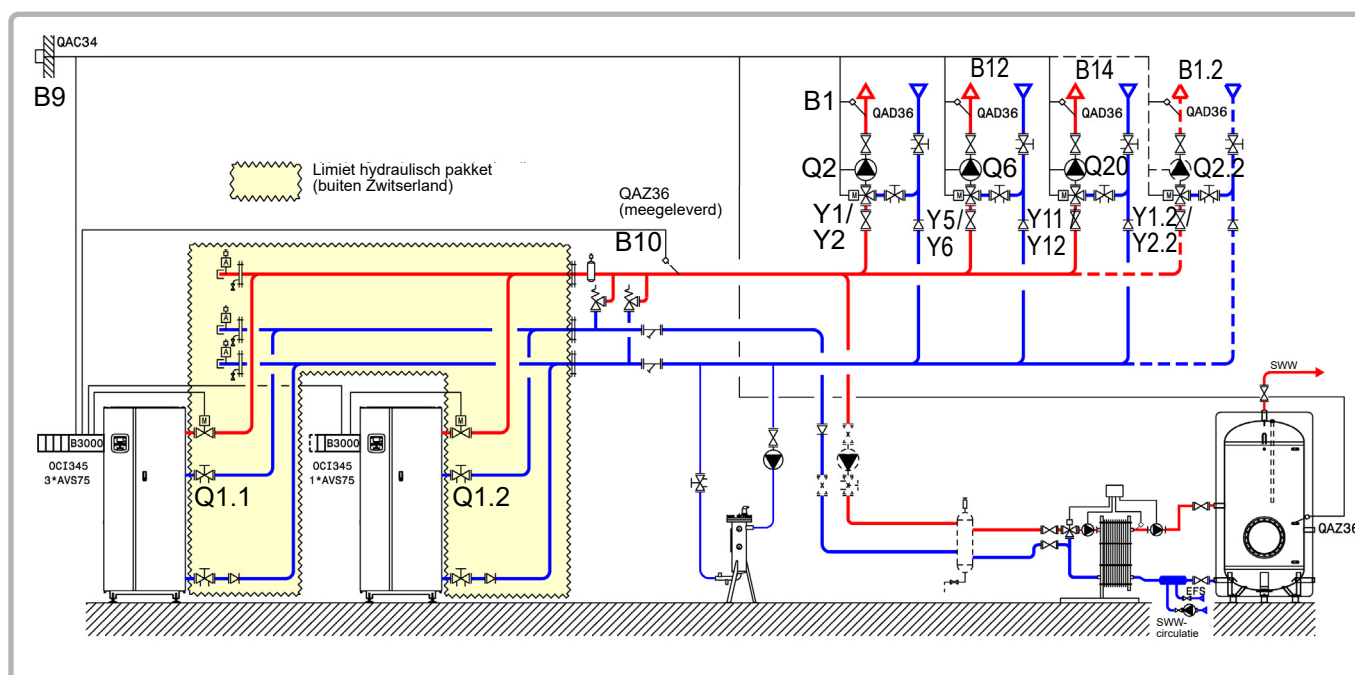 QAC34
B9
B12
B14
B1.2
B1
QAD36
QAD36
QAD36
QAD36
Q2
Q6
Q20
Q2.2
M
M
M
M
Limiet hydraulisch pakket
(buiten Zwitserland)
QAZ36
(meegeleverd)
B10
Y1/
Y2
Y5/
Y6
Y11
Y12
Y1.2/
Y2.2
A
A
A
SWW
M
M
B3000
B3000
OCI345
3*AVS75
OCI345
1*AVS75
Q1.1
Q1.2
QAZ36
EFS
SWW-
circulatie